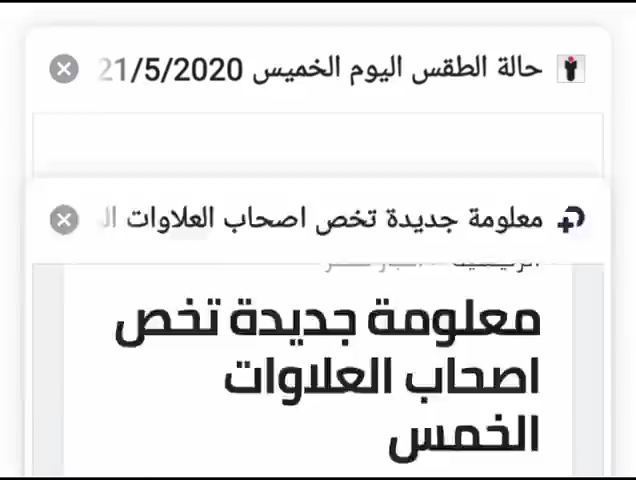 حالة الطقس اليوم الخميس 21/5/2020
معلومة جديدة تخص اصحاب العلاوات
معلومة جديدة تخص
اصحاب العلاوات
الخمس